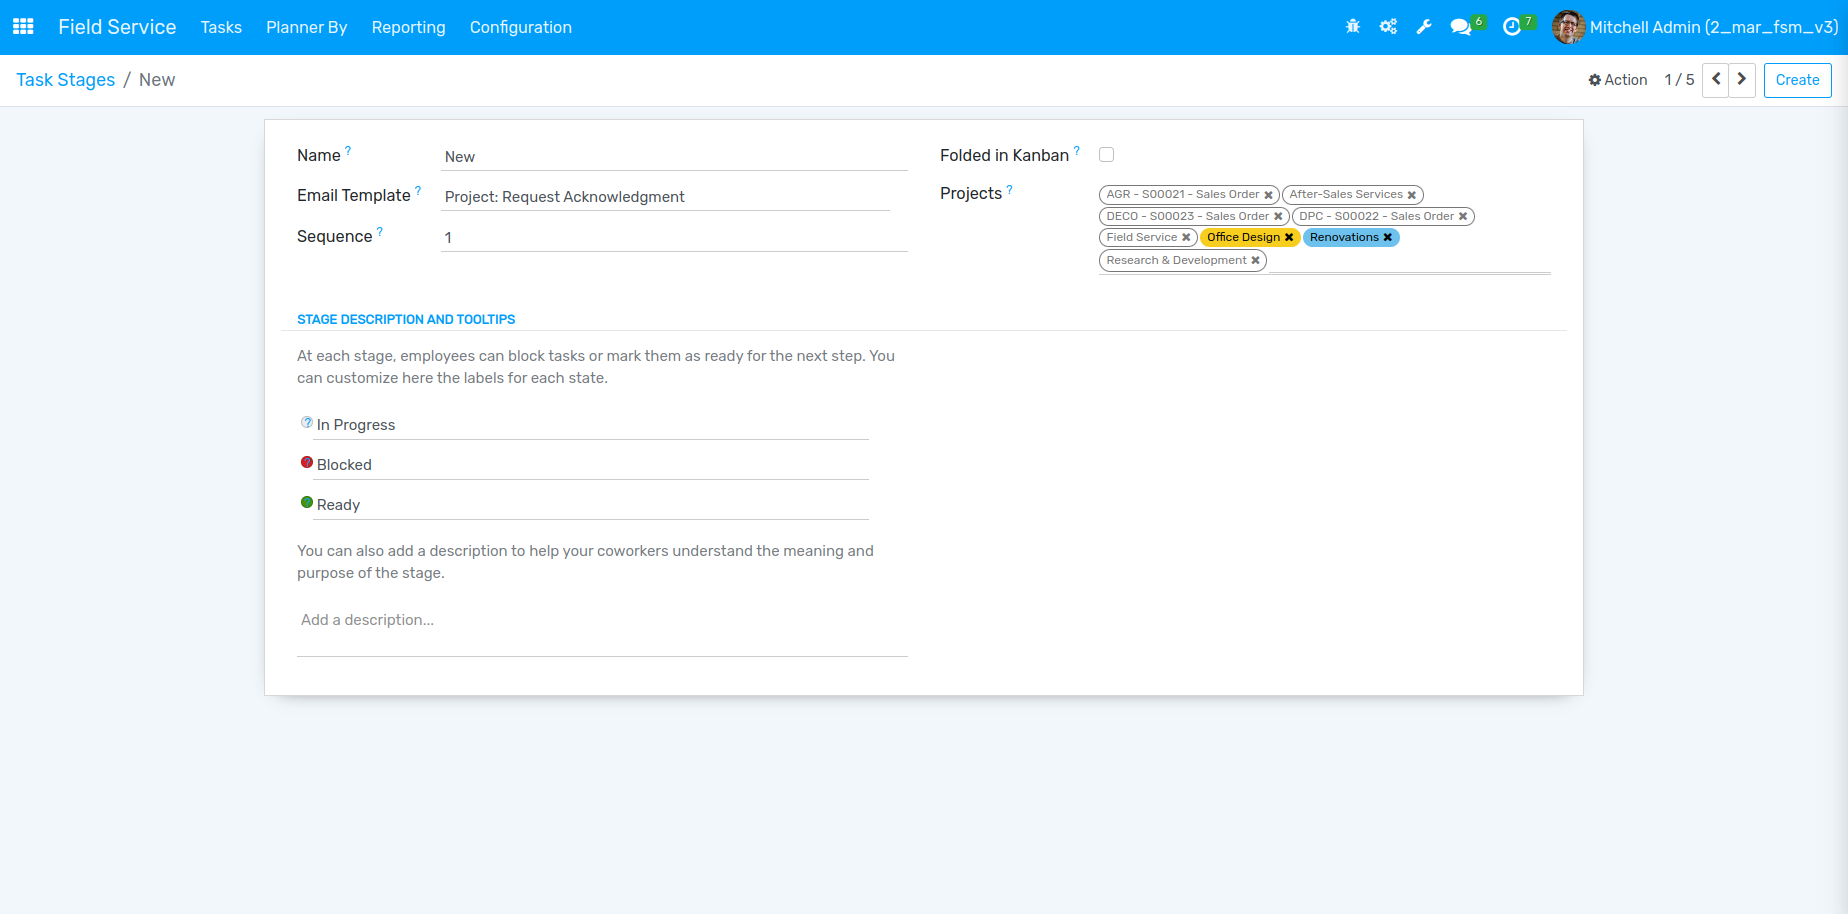 Field Service Tasks Planner By Reporting Configuration 6 7 Mitchell Admin (2_mar_fsm_v3)
Task Stages / New Action 1 / 5 Create
Name ? New
Email Template ? Project: Request Acknowledgment
Sequence ? 1
Folded in Kanban ?
Projects ? AGR - S00021 - Sales Order ✖ After-Sales Services ✖
DECO - S00023 - Sales Order ✖ DPC - S00022 - Sales Order ✖
Field Service ✖ Office Design ✖ Renovations ✖
Research & Development ✖
STAGE DESCRIPTION AND TOOLTIPS
At each stage, employees can block tasks or mark them as ready for the next step. You
can customize here the labels for each state.
? In Progress
? Blocked
? Ready
You can also add a description to help your coworkers understand the meaning and
purpose of the stage.
Add a description...